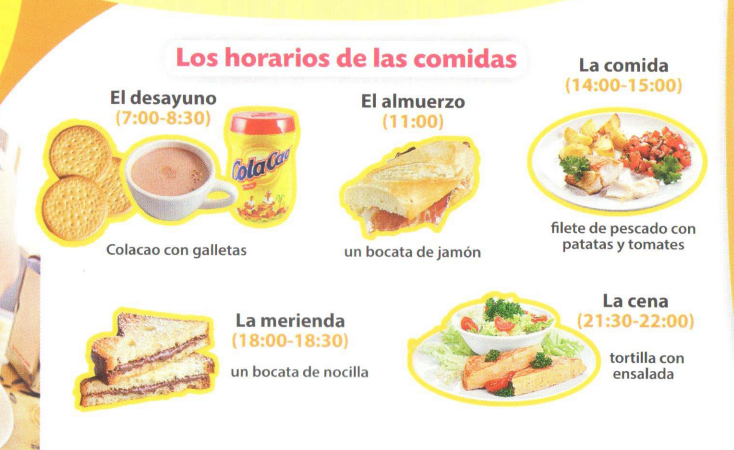 Los horarios de las comidas
El desayuno
(7:00-8:30)
ColaCao
Colacao con galletas
El almuerzo
(11:00)
un bocata de jamón
La comida
(14:00-15:00)
filete de pescado con
patatas y tomates
La merienda
(18:00-18:30)
un bocata de nocilla
La cena
(21:30-22:00)
tortilla con
ensalada